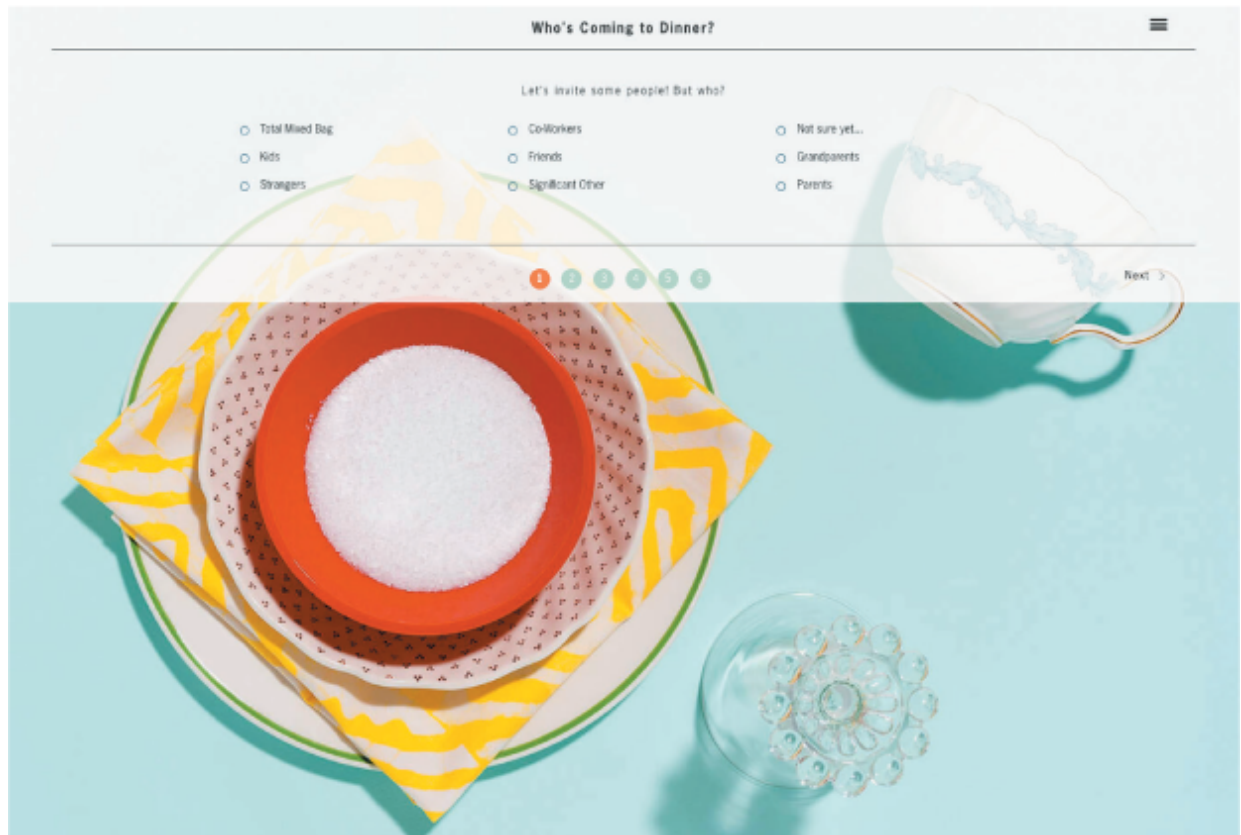 Who's Coming to Dinner?
Let's invite some people! But who?
Total Mixed Bag
Co-Workers
Not sure yet...
Kids
Friends
Grandparents
Strangers
Significant Other
Parents
1 2 3 4 5 6
Next >